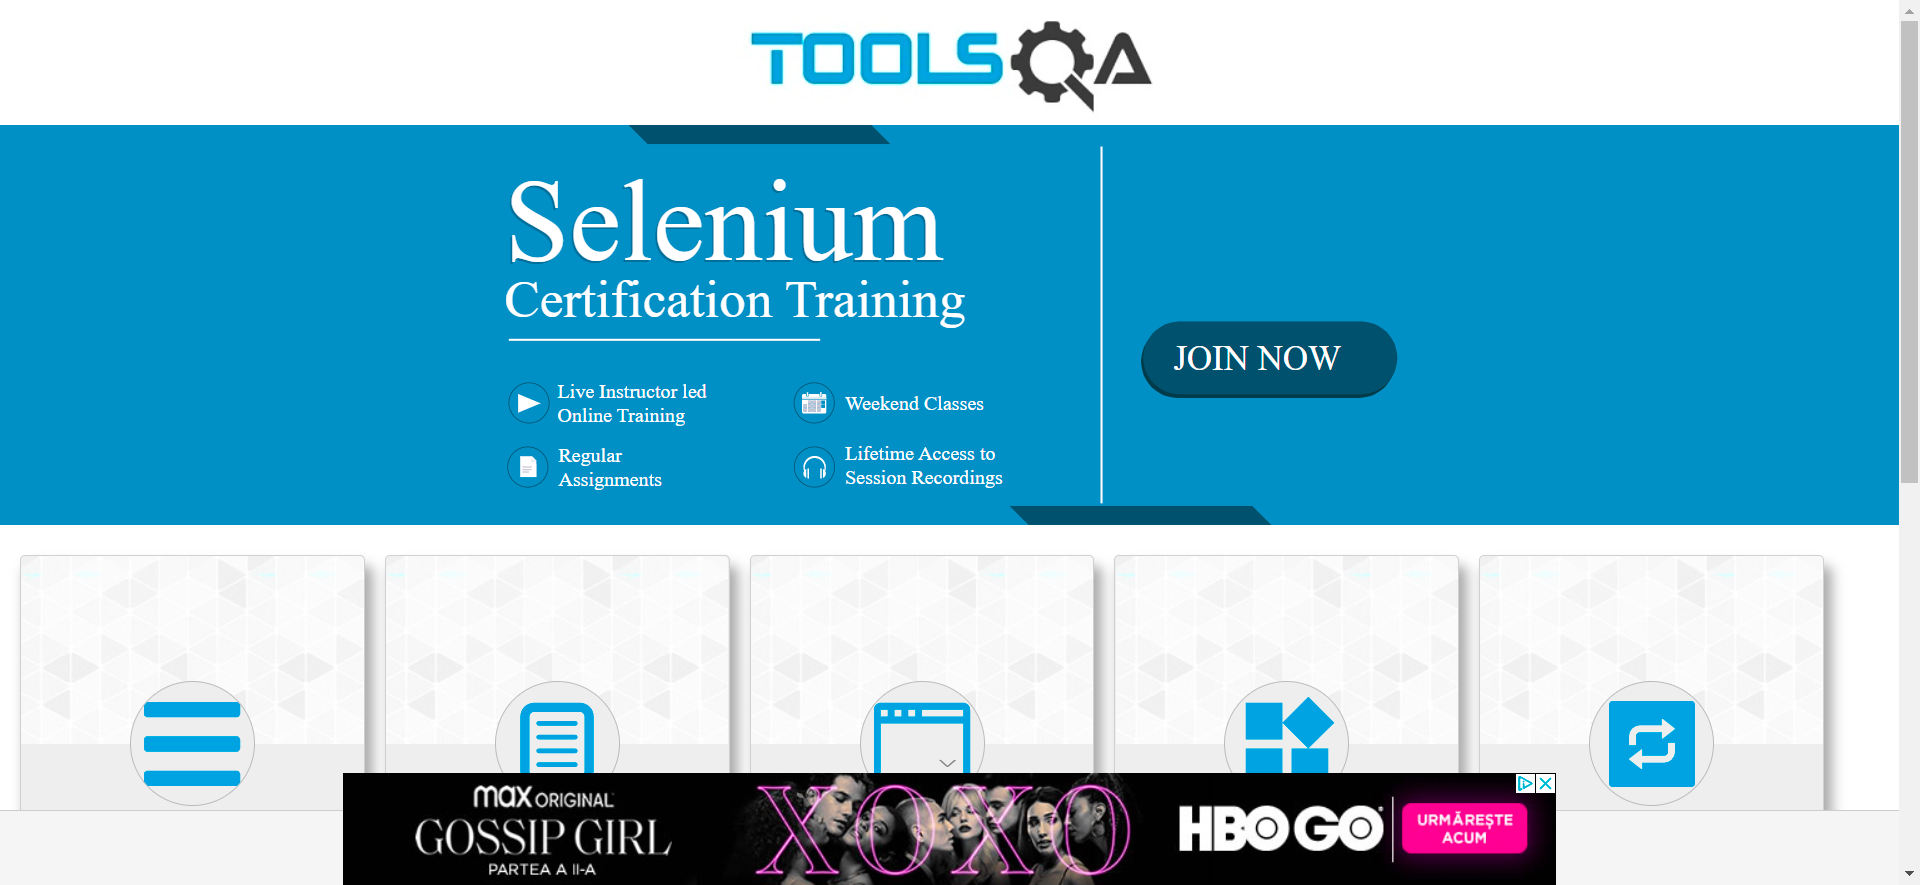 TOOLSQA
Selenium
Certification Training
Live Instructor led
Online Training
Weekend Classes
Regular
Assignments
Lifetime Access to
Session Recordings
JOIN NOW
max ORIGINAL
GOSSIP GIRL
PARTEA A II-A
XOXO
HBO GO
URMĂREȘTE
ACUM